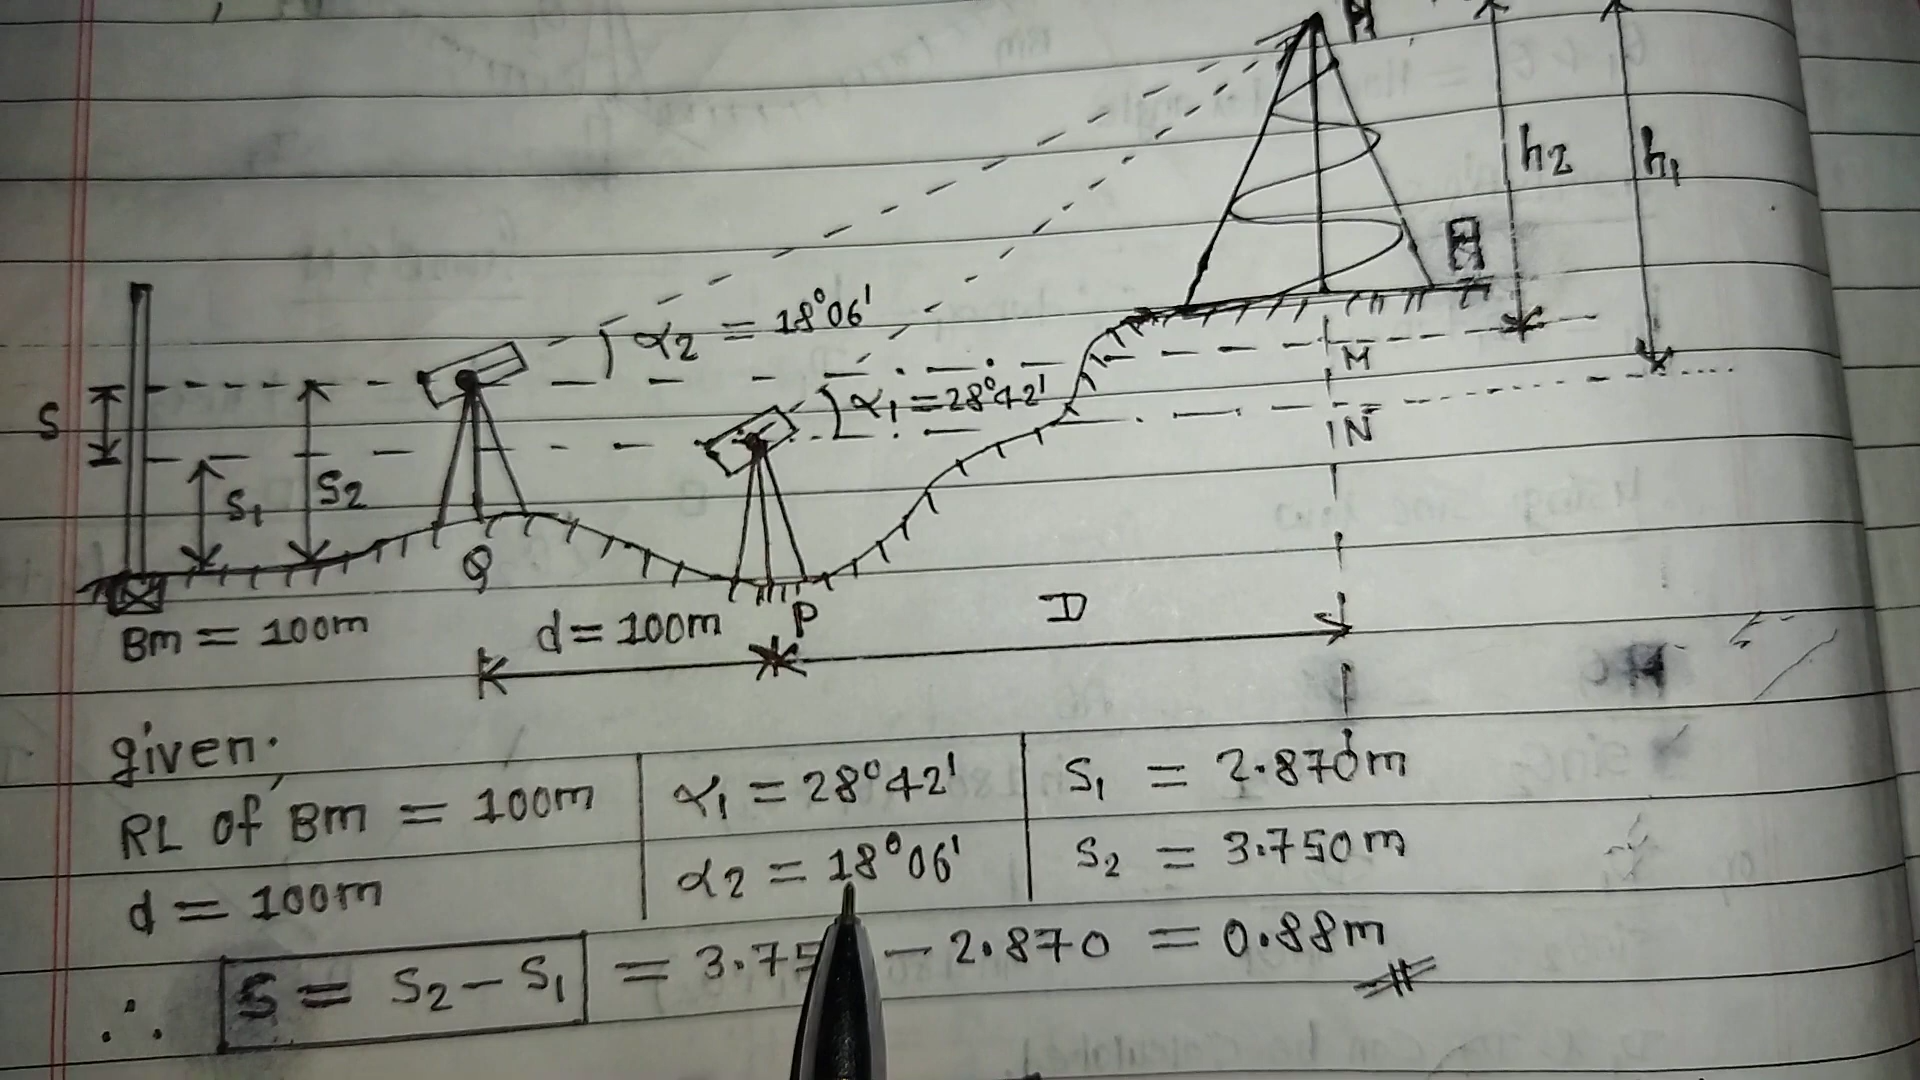 H
h2
h1
α2 = 18°06'
M
S
α1 = 28°42'
N
S1
S2
Q
Bm = 100m
d = 100m
P
D
given.
RL of Bm = 100m
α1 = 28°42'
S1 = 2.870m
d = 100m
α2 = 18°06'
S2 = 3.750m
∴ S = S2 - S1 = 3.75 - 2.870 = 0.88m